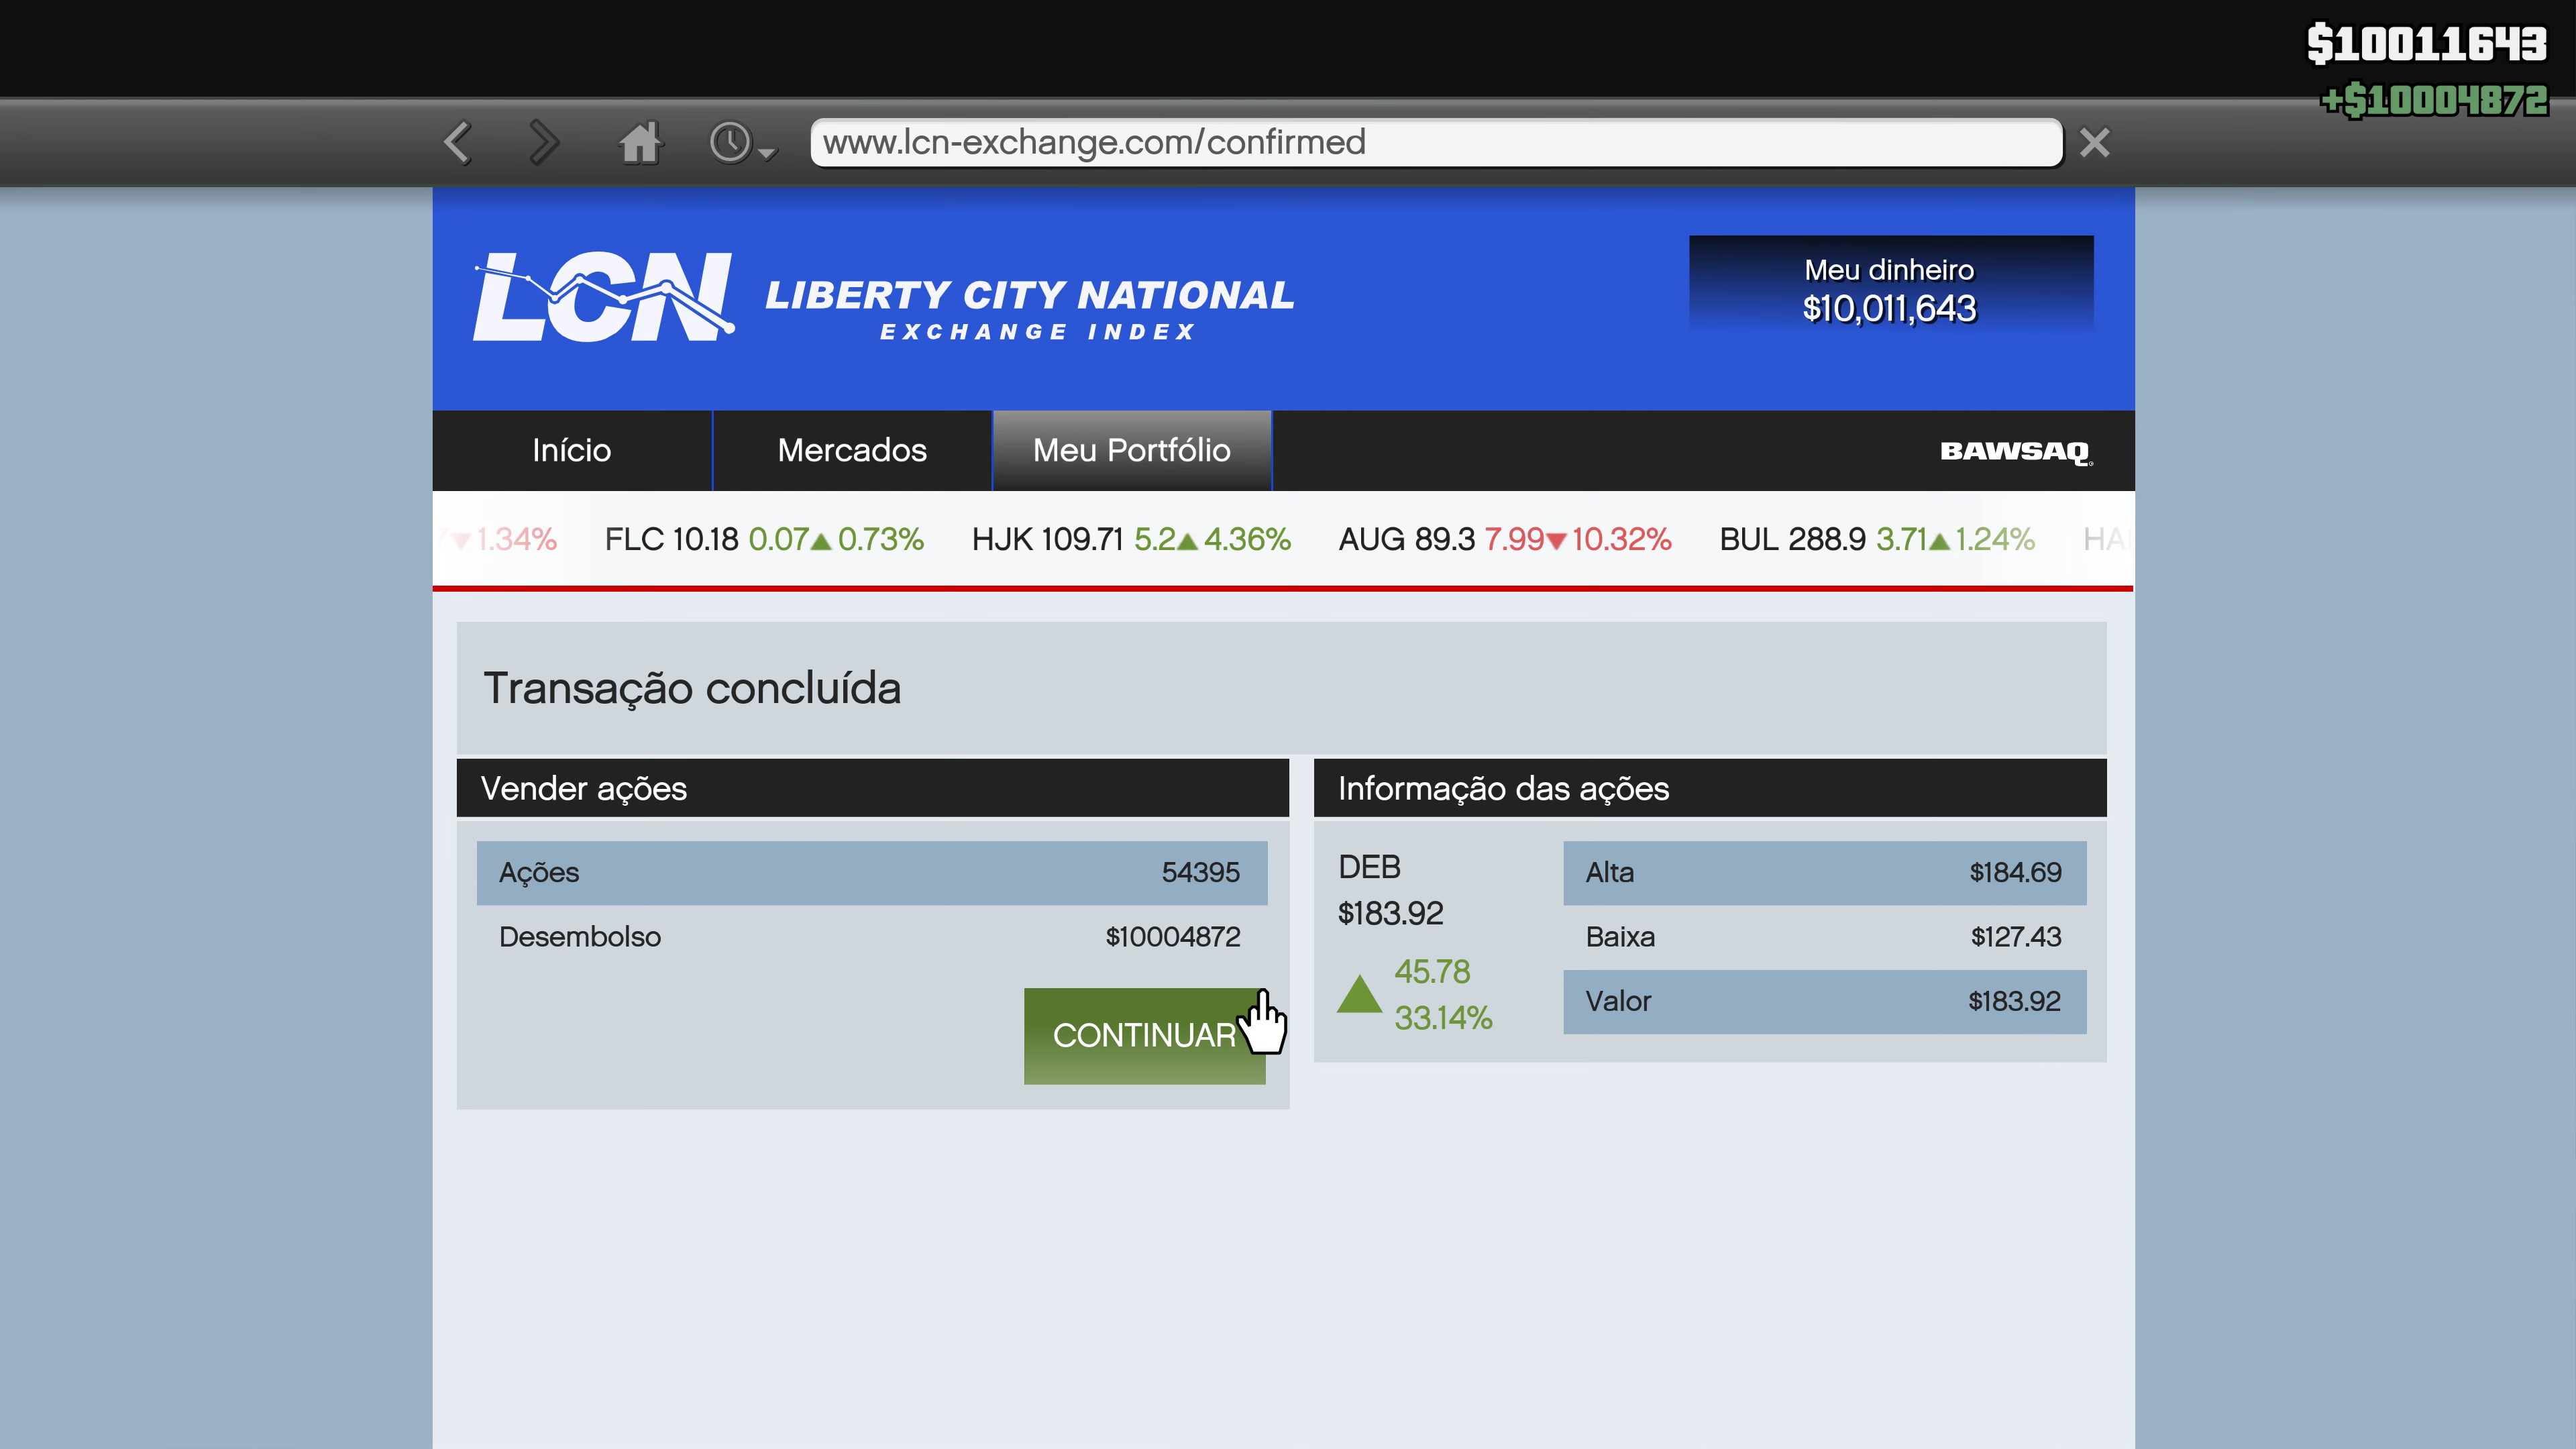 $10011643
+$10004872
www.lcn-exchange.com/confirmed
LCN
LIBERTY CITY NATIONAL
EXCHANGE INDEX
Meu dinheiro
$10,011,643
Início
Mercados
Meu Portfólio
BAWSAQ
▼1.34% FLC 10.18 0.07▲0.73% HJK 109.71 5.2▲4.36% AUG 89.3 7.99▼10.32% BUL 288.9 3.71▲1.24%
Transação concluída
Vender ações
Ações 54395
Desembolso $10004872
CONTINUAR
Informação das ações
DEB
$183.92
45.78
33.14%
Alta $184.69
Baixa $127.43
Valor $183.92